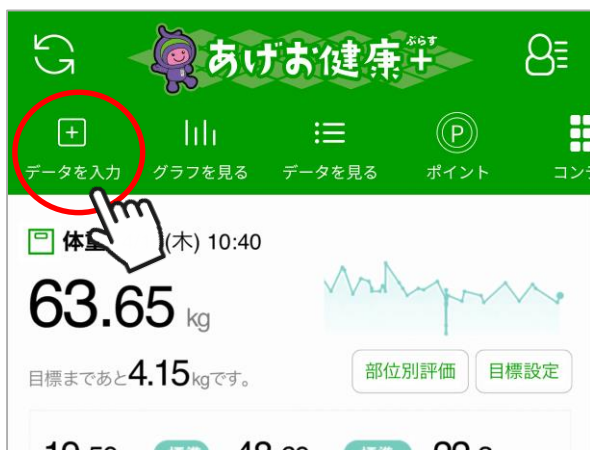 ぷらす
あげお健康+
データを入力 グラフを見る データを見る P ポイント
体重 (木) 10:40
63.65 kg
目標まであと4.15kgです。
部位別評価 目標設定